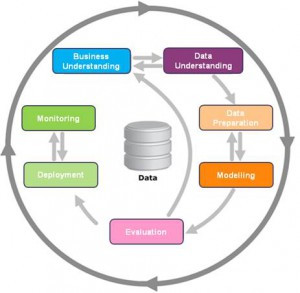 Business
Understanding
Data
Understanding
Monitoring
Data
Preparation
Deployment
Data
Modelling
Evaluation